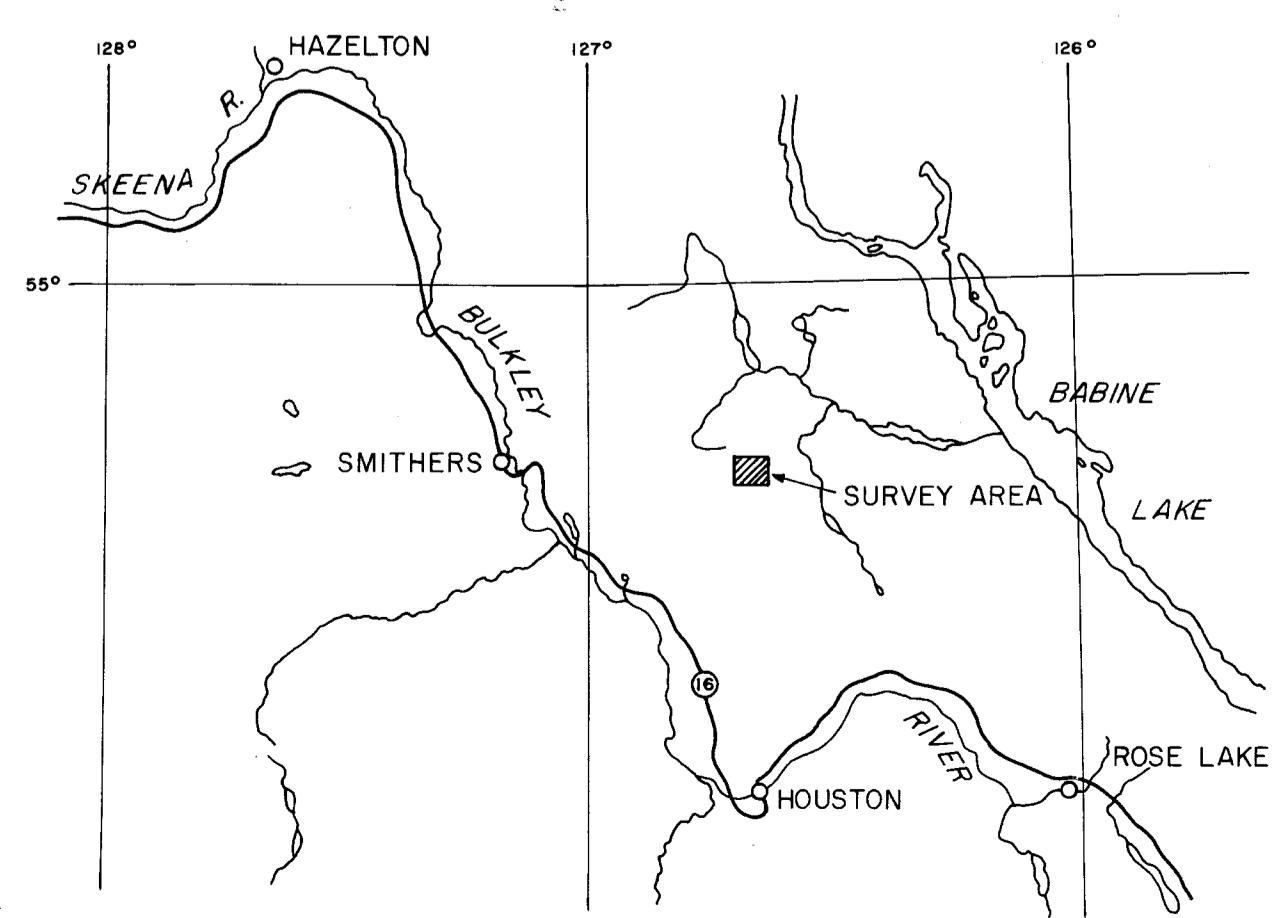 128°
127°
126°
HAZELTON
SKEENA R.
55°
BULKLEY
BABINE
SMITHERS
SURVEY AREA
LAKE
16
RIVER
ROSE LAKE
HOUSTON